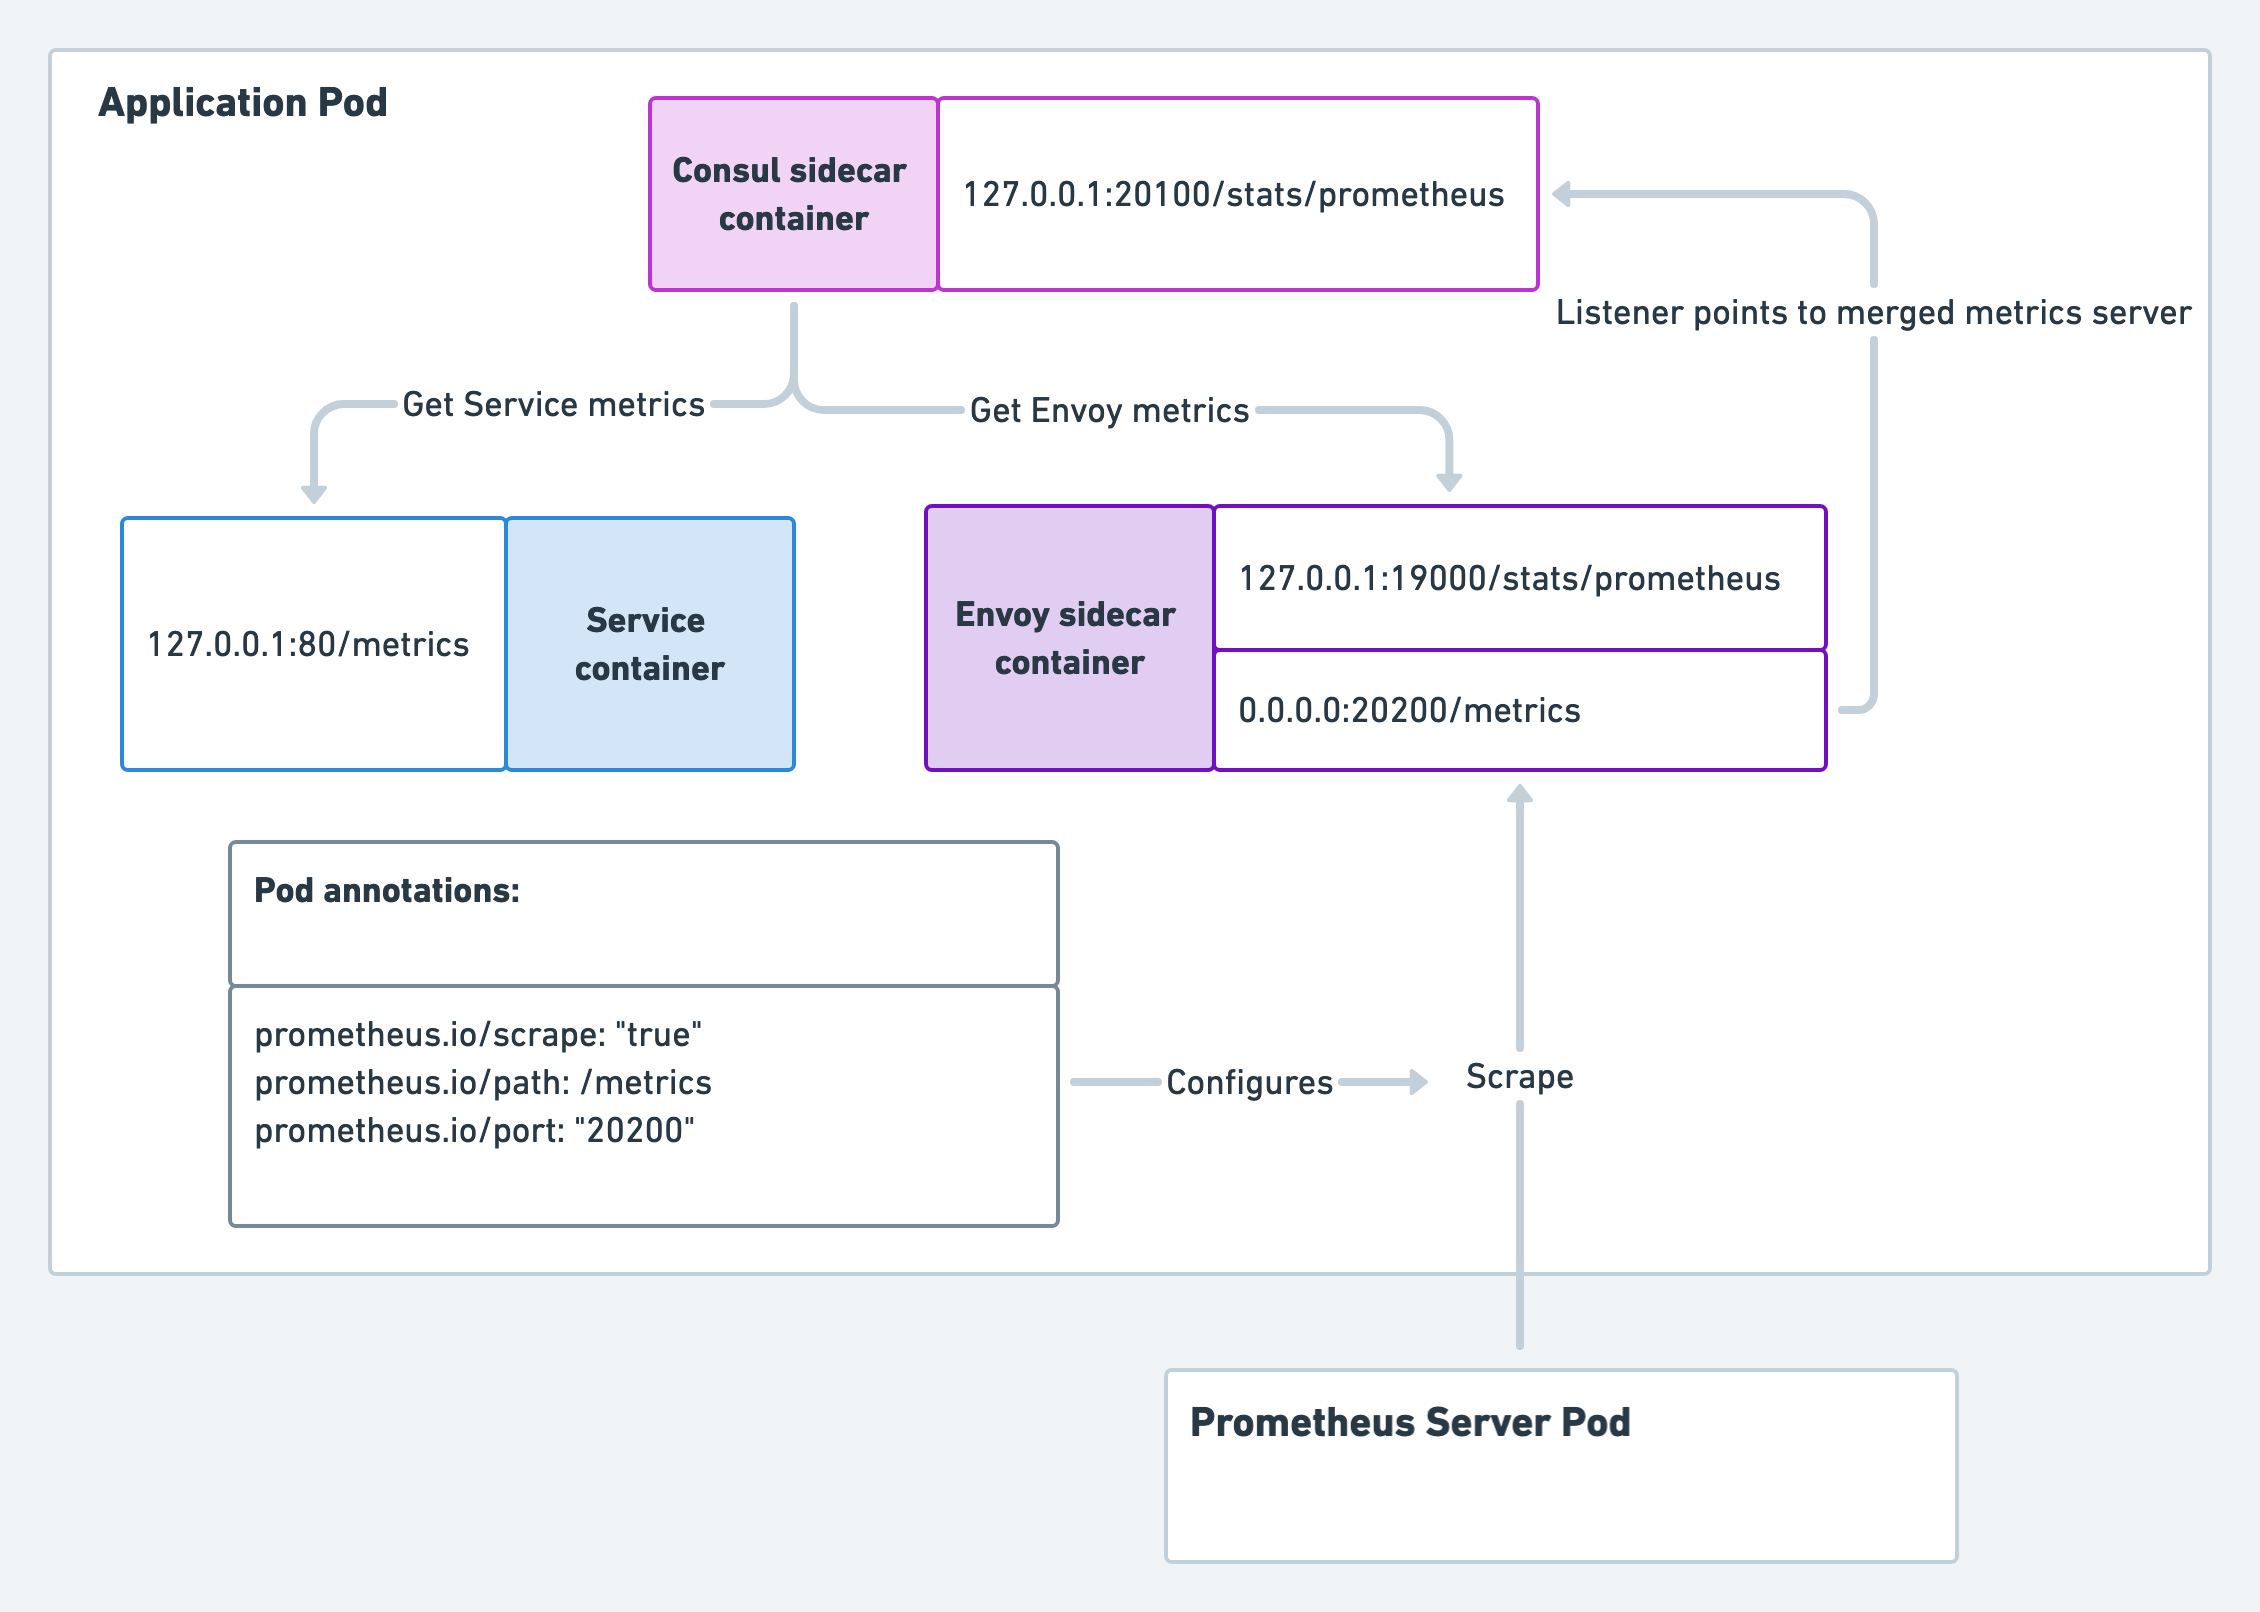 Application Pod
Consul sidecar
container
127.0.0.1:20100/stats/prometheus
Listener points to merged metrics server
Get Service metrics
Get Envoy metrics
127.0.0.1:80/metrics
Service
container
Envoy sidecar
container
127.0.0.1:19000/stats/prometheus
0.0.0.0:20200/metrics
Pod annotations:
prometheus.io/scrape: "true"
prometheus.io/path: /metrics
prometheus.io/port: "20200"
Configures
Scrape
Prometheus Server Pod